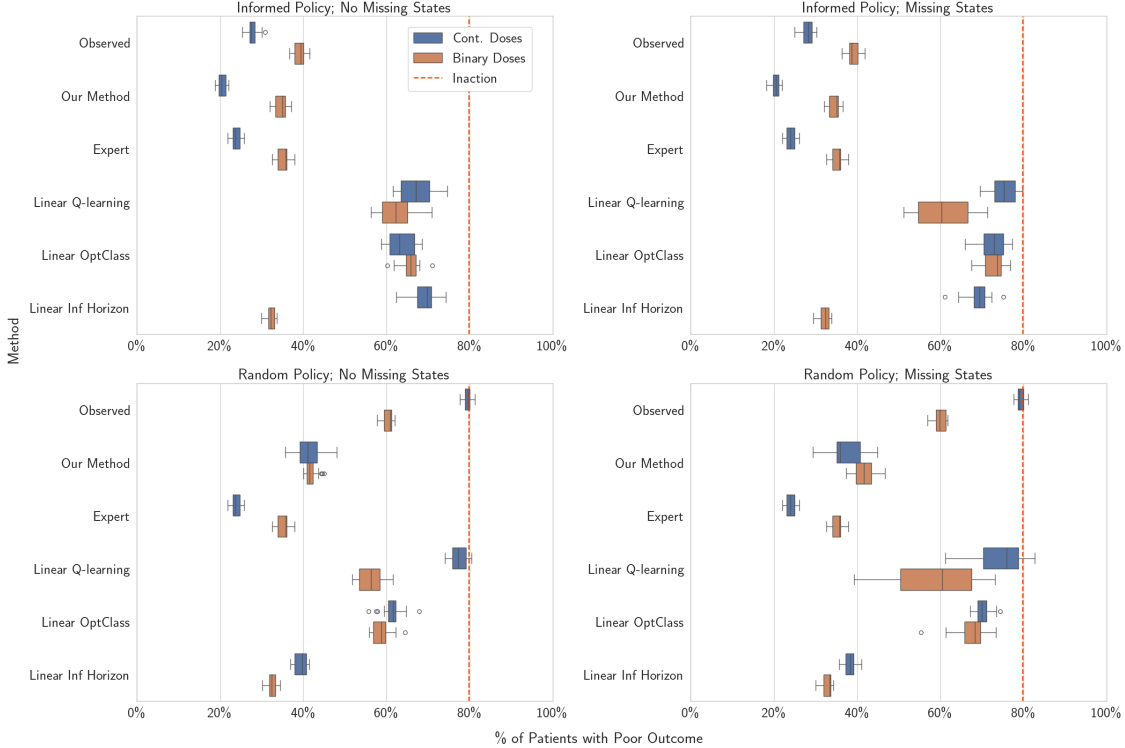 Informed Policy; No Missing States
Observed
Our Method
Expert
Linear Q-learning
Linear OptClass
Linear Inf Horizon
Cont. Doses
Binary Doses
Inaction
0% 20% 40% 60% 80% 100%
Informed Policy; Missing States
Observed
Our Method
Expert
Linear Q-learning
Linear OptClass
Linear Inf Horizon
0% 20% 40% 60% 80% 100%
Method
Random Policy; No Missing States
Observed
Our Method
Expert
Linear Q-learning
Linear OptClass
Linear Inf Horizon
0% 20% 40% 60% 80% 100%
Random Policy; Missing States
Observed
Our Method
Expert
Linear Q-learning
Linear OptClass
Linear Inf Horizon
0% 20% 40% 60% 80% 100%
% of Patients with Poor Outcome